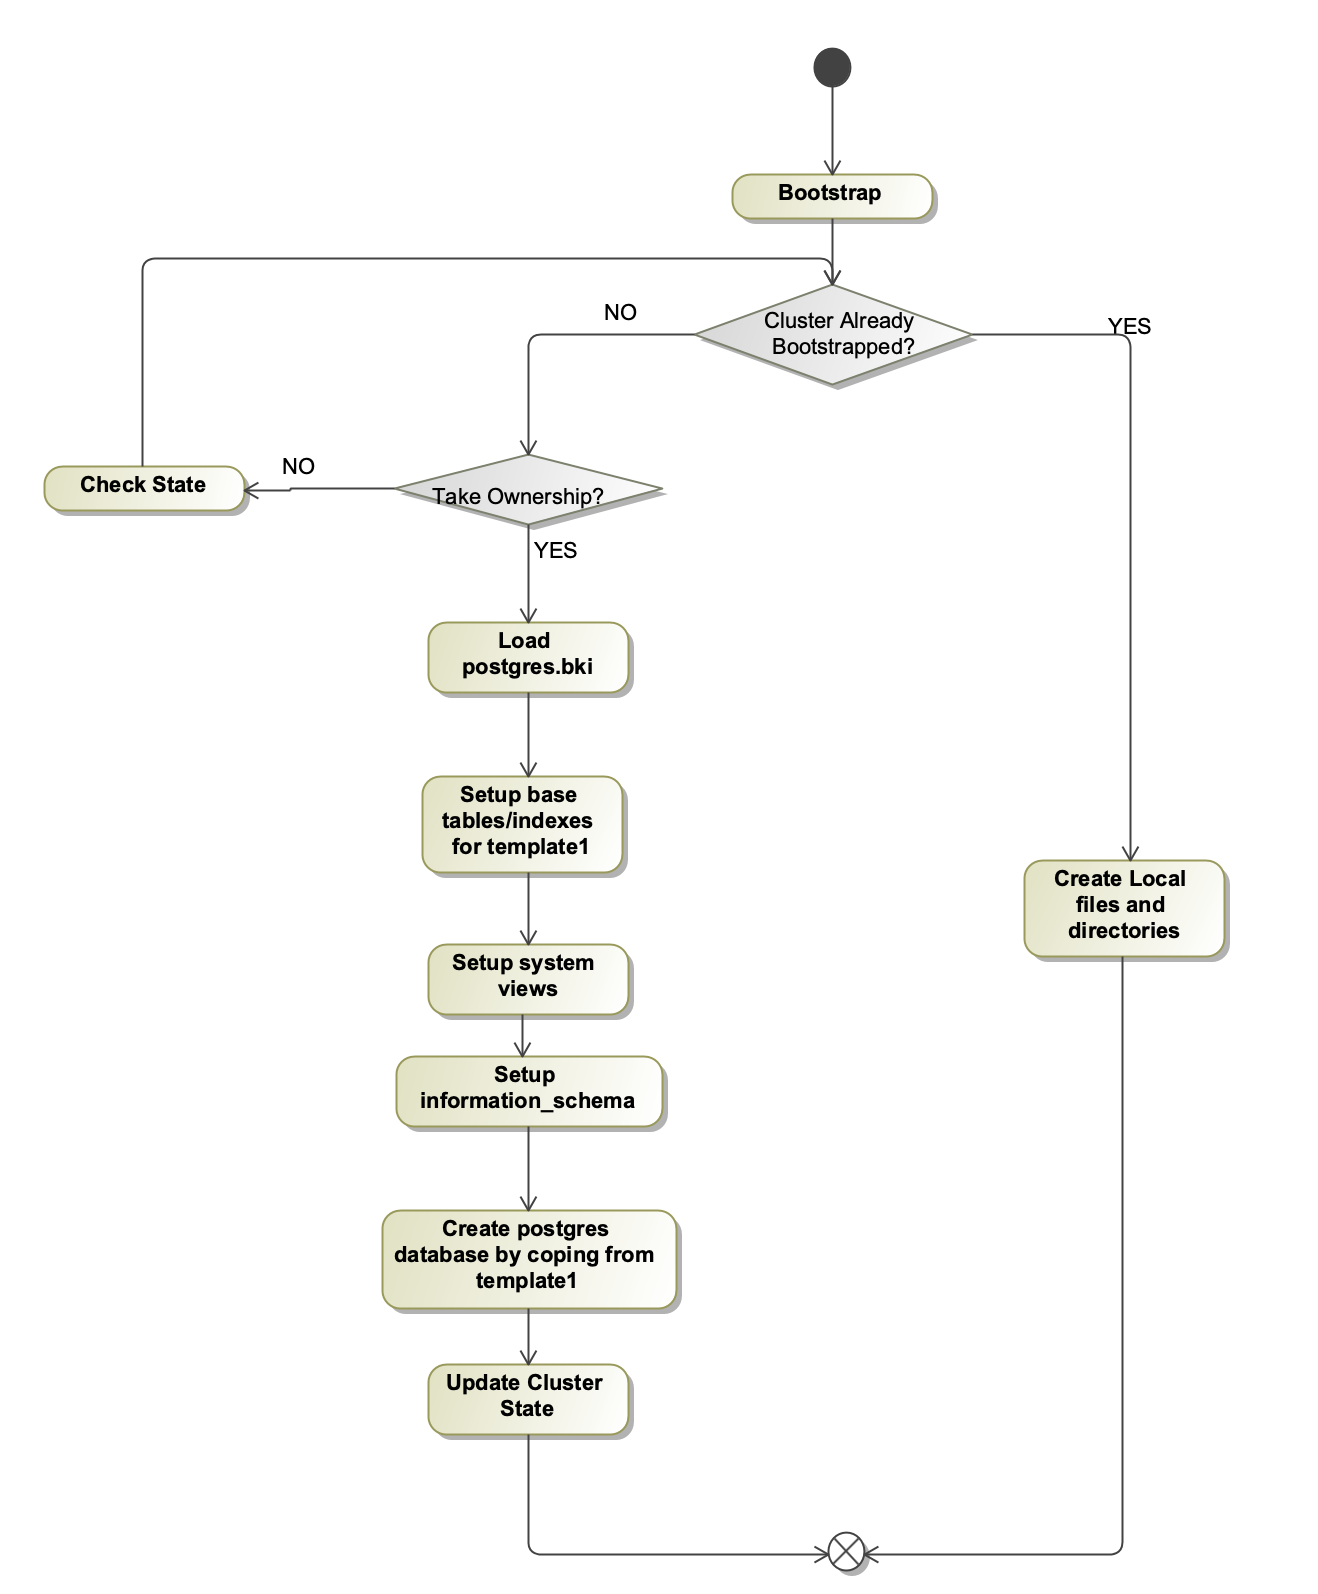 Bootstrap
NO
Cluster Already
Bootstrapped?
YES
Check State
NO
Take Ownership?
YES
Load
postgres.bki
Setup base
tables/indexes
for template1
Create Local
files and
directories
Setup system
views
Setup
information_schema
Create postgres
database by coping from
template1
Update Cluster
State